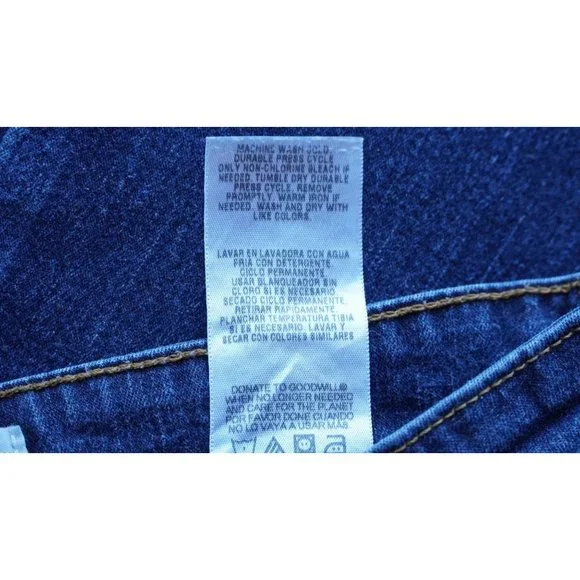 MACHINE WASH COLD
DURABLE PRESS CYCLE
ONLY NON-CHLORINE BLEACH IF
NEEDED. TUMBLE DRY DURABLE
PRESS CYCLE. REMOVE
PROMPTLY. WARM IRON IF
NEEDED. WASH AND DRY WITH
LIKE COLORS.
LAVAR EN LAVADORA CON AGUA
FRIA CON DETERGENTE.
CICLO PERMANENTE.
USAR BLANQUEADOR SIN
CLORO SI ES NECESARIO
SECADO CICLO PERMANENTE.
RETIRAR RAPIDAMENTE.
PLANCHAR TEMPERATURA TIBIA
SI ES NECESARIO. LAVAR Y
SECAR CON COLORES SIMILARES
DONATE TO GOODWILL®
WHEN NO LONGER NEEDED
AND CARE FOR THE PLANET
POR FAVOR DONE CUANDO
NO LO VAYA A USAR MÁS.